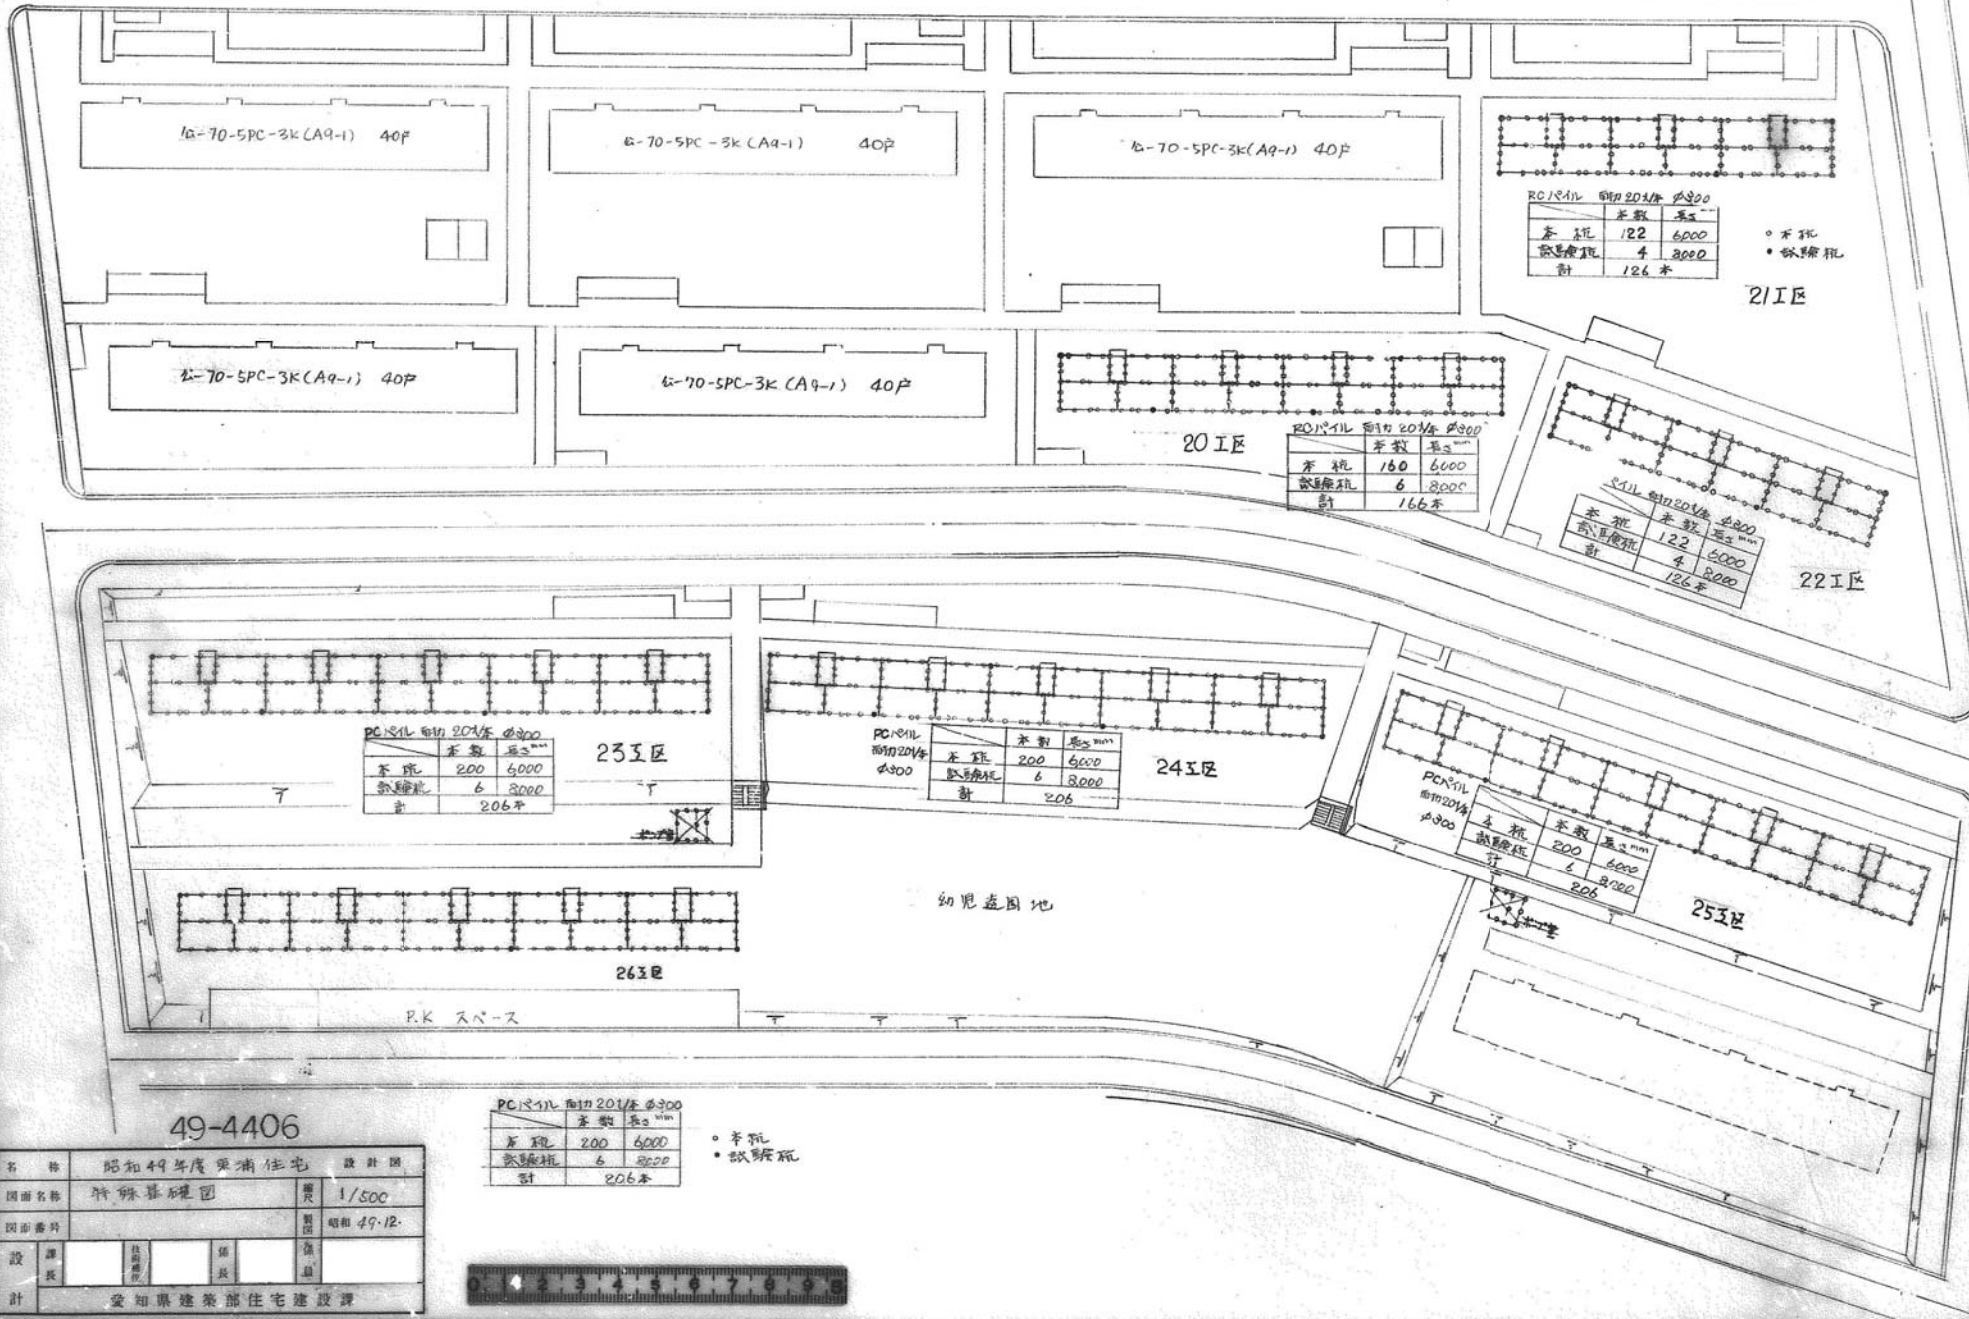 公-70-5PC-3K(A9-1) 40戸
公-70-5PC-3K(A9-1) 40戸
公-70-5PC-3K(A9-1) 40戸
RCパイル 耐力20t/本 φ300
本数 長さmm
本杭 122 6000
試験杭 4 8000
計 126本
○ 本杭
● 試験杭
21工区
公-70-5PC-3K(A9-1) 40戸
公-70-5PC-3K(A9-1) 40戸
20工区
RCパイル 耐力20t/本 φ300
本数 長さmm
本杭 160 6000
試験杭 6 8000
計 166本
パイル 耐力20t/本 φ300
本数 長さmm
本杭 122 6000
試験杭 4 8000
計 126本
22工区
PCパイル 耐力20t/本 φ300
本数 長さmm
本杭 200 6,000
試験杭 6 8000
計 206本
23工区
ポンプ室
PCパイル
耐力20t/本
φ300
本数 長さmm
本杭 200 6,000
試験杭 6 8,000
計 206
24工区
PCパイル
耐力20t/本
φ300
本数 長さmm
本杭 200 6000
試験杭 6 8000
計 206
25工区
ポンプ室
幼児遊園地
26工区
P.K スペース
PCパイル 耐力20t/本 φ300
本数 長さmm
本杭 200 6,000
試験杭 6 8000
計 206本
○ 本杭
● 試験杭
49-4406
名称 昭和49年度東浦住宅 設計図
図面名称 特殊基礎図 縮尺 1/500
図面番号 製図 昭和 49.12.
設計 課長 係長 係員
愛知県建築部住宅建設課
0 1 2 3 4 5 6 7 8 9